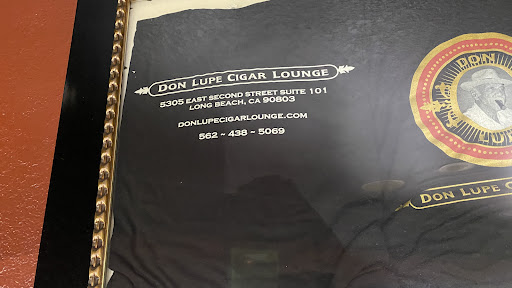 DON LUPE CIGAR LOUNGE
5305 EAST SECOND STREET SUITE 101
LONG BEACH, CA 90803
DONLUPECIGARLOUNGE.COM
562 ~ 438 ~ 5069
DON
DON LUPE CIGAR